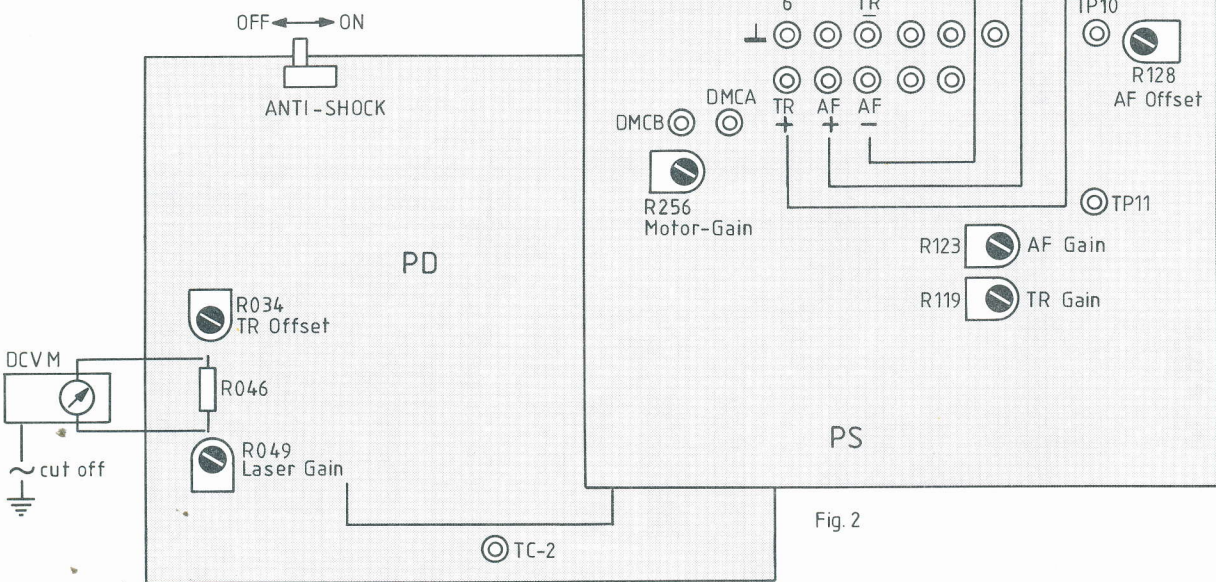 OFF ON
ANTI-SHOCK
6 TR
–
TP10
R128
AF Offset
DMCB DMCA
TR AF AF
+ + –
R256
Motor-Gain
TP11
R123 AF Gain
R119 TR Gain
PD
R034
TR Offset
DCVM
R046
R049
Laser Gain
~ cut off
PS
TC-2
Fig. 2